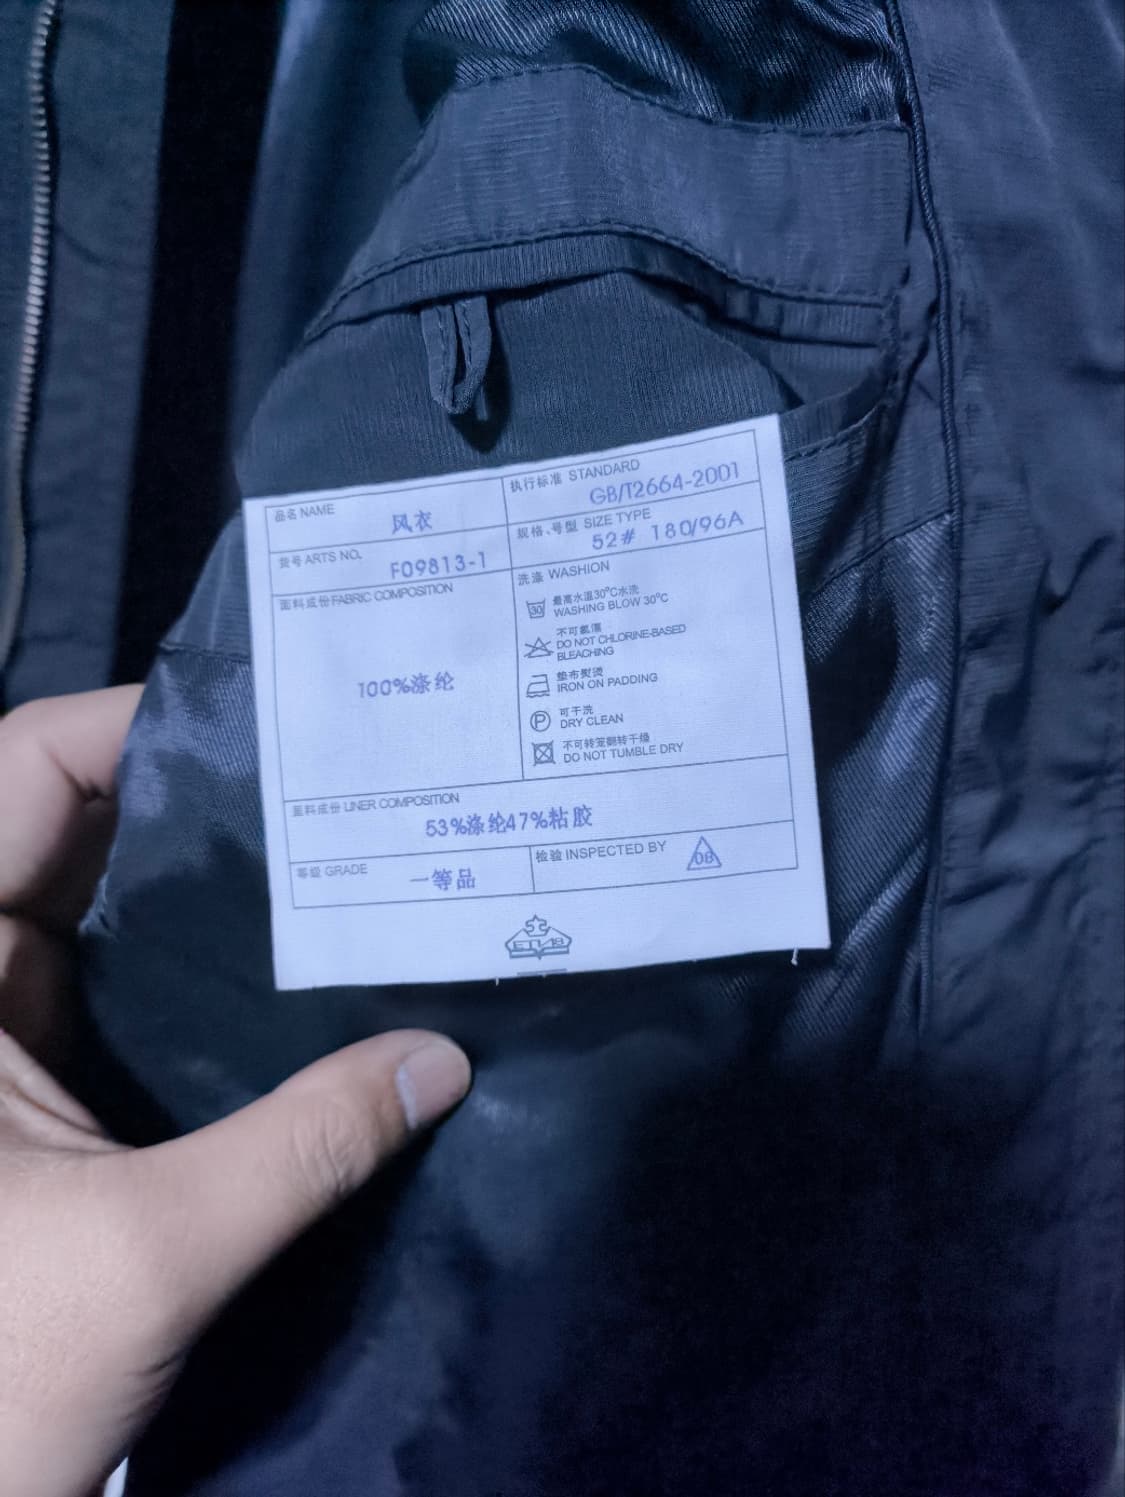 品名 NAME
风衣
执行标准 STANDARD
GB/T2664-2001
货号 ARTS NO.
F09813-1
规格、号型 SIZE TYPE
52# 180/96A
面料成份 FABRIC COMPOSITION
100%涤纶
洗涤 WASHION
30
最高水温30°C水洗
WASHING BLOW 30°C
不可氯漂
DO NOT CHLORINE-BASED
BLEACHING
垫布熨烫
IRON ON PADDING
P
可干洗
DRY CLEAN
不可转笼翻转干燥
DO NOT TUMBLE DRY
LINER COMPOSITION
53%涤纶47%粘胶
等级 GRADE
一等品
检验 INSPECTED BY
08